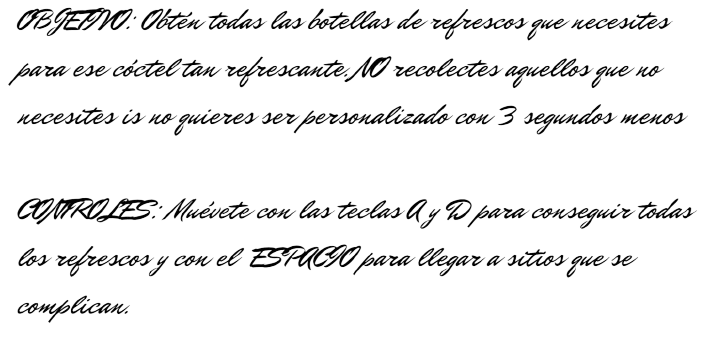 OBJETIVO: Obtén todas las botellas de refrescos que necesites
para ese cóctel tan refrescante. NO recolectes aquellos que no
necesites is no quieres ser personalizado con 3 segundos menos
CONTROLES: Muévete con las teclas A y D para conseguir todas
los refrescos y con el ESPACIO para llegar a sitios que se
complican.